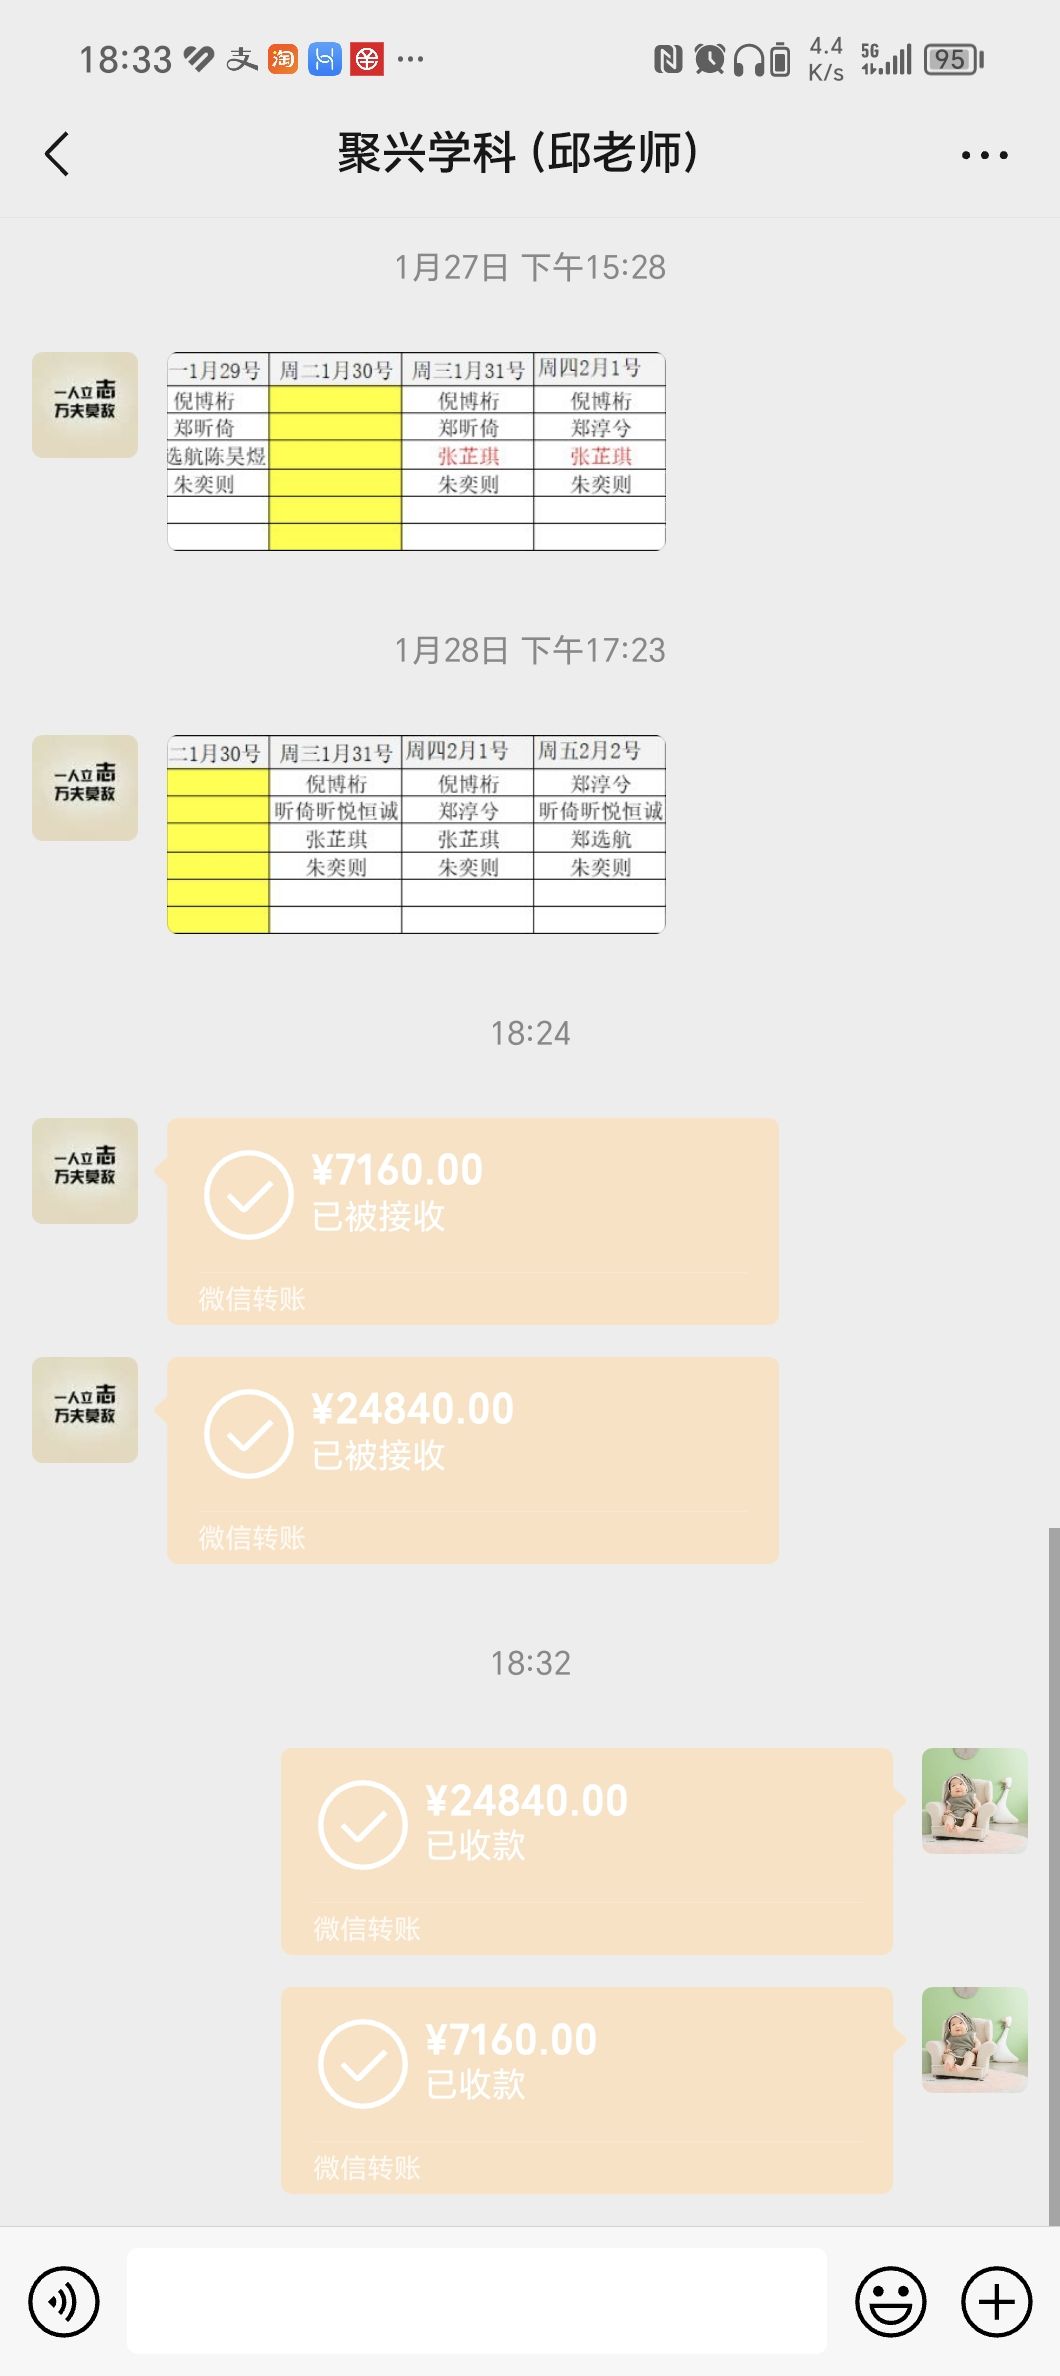 18:33
4.4 K/s
5G
95
聚兴学科 (邱老师)
1月27日 下午15:28
一人立志
万夫莫敌
一1月29号 周二1月30号 周三1月31号 周四2月1号
倪博桁 倪博桁 倪博桁
郑昕倚 郑昕倚 郑淳兮
选航陈昊煜 张芷琪 张芷琪
朱奕则 朱奕则 朱奕则
1月28日 下午17:23
一人立志
万夫莫敌
二1月30号 周三1月31号 周四2月1号 周五2月2号
倪博桁 倪博桁 郑淳兮
昕倚昕悦恒诚 郑淳兮 昕倚昕悦恒诚
张芷琪 张芷琪 郑选航
朱奕则 朱奕则 朱奕则
18:24
一人立志
万夫莫敌
¥7160.00
已被接收
微信转账
一人立志
万夫莫敌
¥24840.00
已被接收
微信转账
18:32
¥24840.00
已收款
微信转账
¥7160.00
已收款
微信转账